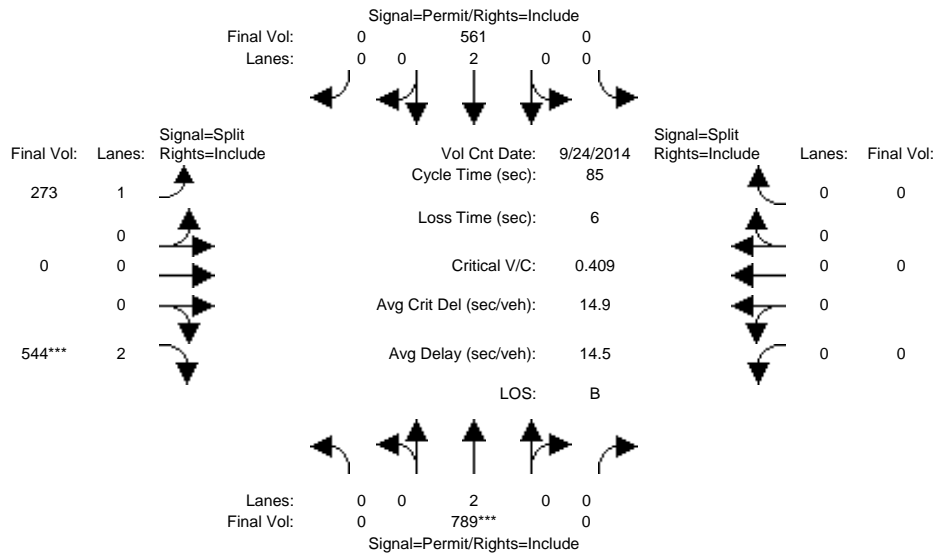 Signal=Permit/Rights=Include
Final Vol: 0 561 0
Lanes: 0 0 2 0 0
Signal=Split Signal=Split
Final Vol: Lanes: Rights=Include Vol Cnt Date: 9/24/2014 Rights=Include Lanes: Final Vol:
Cycle Time (sec): 85
273 1 0 0
Loss Time (sec): 6
0 0
0 0 Critical V/C: 0.409 0 0
0 Avg Crit Del (sec/veh): 14.9 0
544*** 2 Avg Delay (sec/veh): 14.5 0 0
LOS: B
Lanes: 0 0 2 0 0
Final Vol: 0 789*** 0
Signal=Permit/Rights=Include